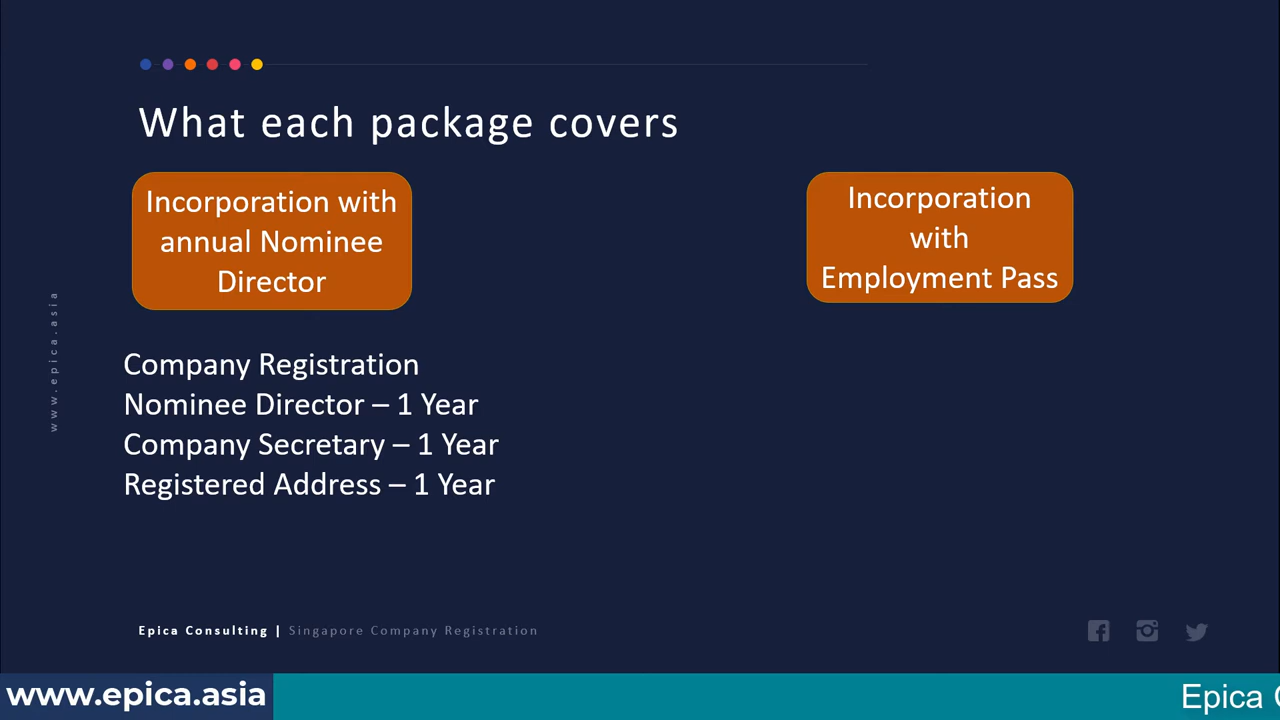 What each package covers
Incorporation with
annual Nominee
Director
Incorporation
with
Employment Pass
Company Registration
Nominee Director – 1 Year
Company Secretary – 1 Year
Registered Address – 1 Year
www.epica.asia
Epica Consulting | Singapore Company Registration
www.epica.asia
Epica